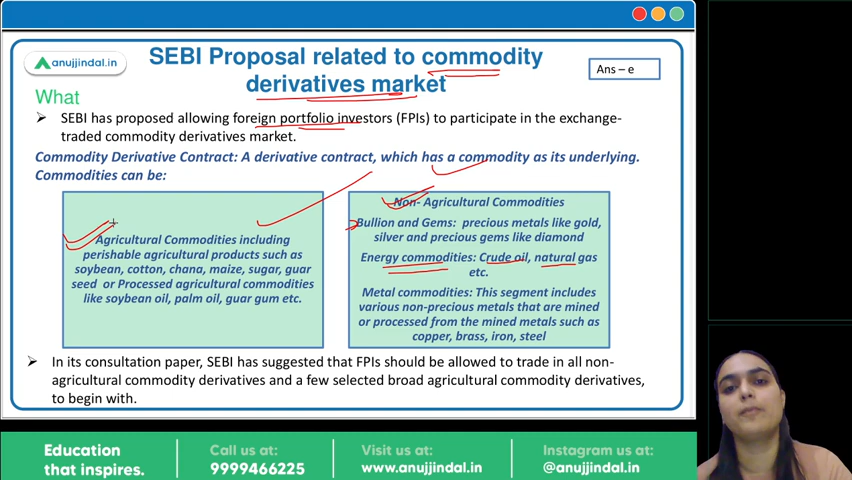 SEBI Proposal related to commodity
derivatives market
anujjindal.in
Ans – e
What
SEBI has proposed allowing foreign portfolio investors (FPIs) to participate in the exchange-
traded commodity derivatives market.
Commodity Derivative Contract: A derivative contract, which has a commodity as its underlying.
Commodities can be:
Agricultural Commodities including
perishable agricultural products such as
soybean, cotton, chana, maize, sugar, guar
seed or Processed agricultural commodities
like soybean oil, palm oil, guar gum etc.
Non- Agricultural Commodities
Bullion and Gems: precious metals like gold,
silver and precious gems like diamond
Energy commodities: Crude oil, natural gas
etc.
Metal commodities: This segment includes
various non-precious metals that are mined
or processed from the mined metals such as
copper, brass, iron, steel
In its consultation paper, SEBI has suggested that FPIs should be allowed to trade in all non-
agricultural commodity derivatives and a few selected broad agricultural commodity derivatives,
to begin with.
Education
that inspires.
Call us at:
9999466225
Visit us at:
www.anujjindal.in
Instagram us at:
@anujjindal.in